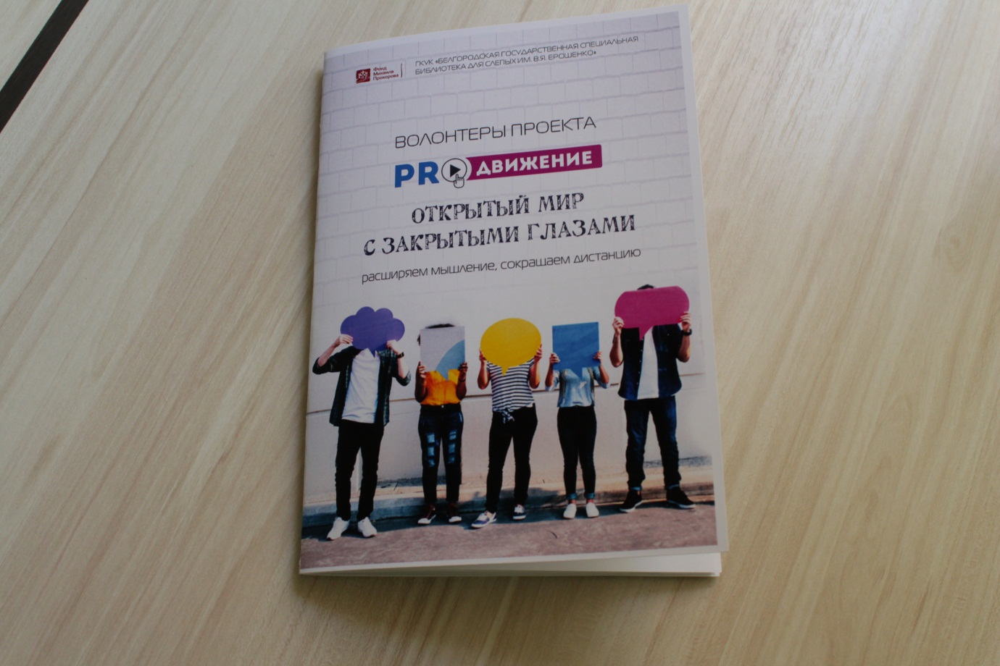 Фонд
Михаила
Прохорова
ГКУК «БЕЛГОРОДСКАЯ ГОСУДАРСТВЕННАЯ СПЕЦИАЛЬНАЯ
БИБЛИОТЕКА ДЛЯ СЛЕПЫХ ИМ. В.Я. ЕРОШЕНКО»
ВОЛОНТЕРЫ ПРОЕКТА
PRO ДВИЖЕНИЕ
ОТКРЫТЫЙ МИР
С ЗАКРЫТЫМИ ГЛАЗАМИ
расширяем мышление, сокращаем дистанцию